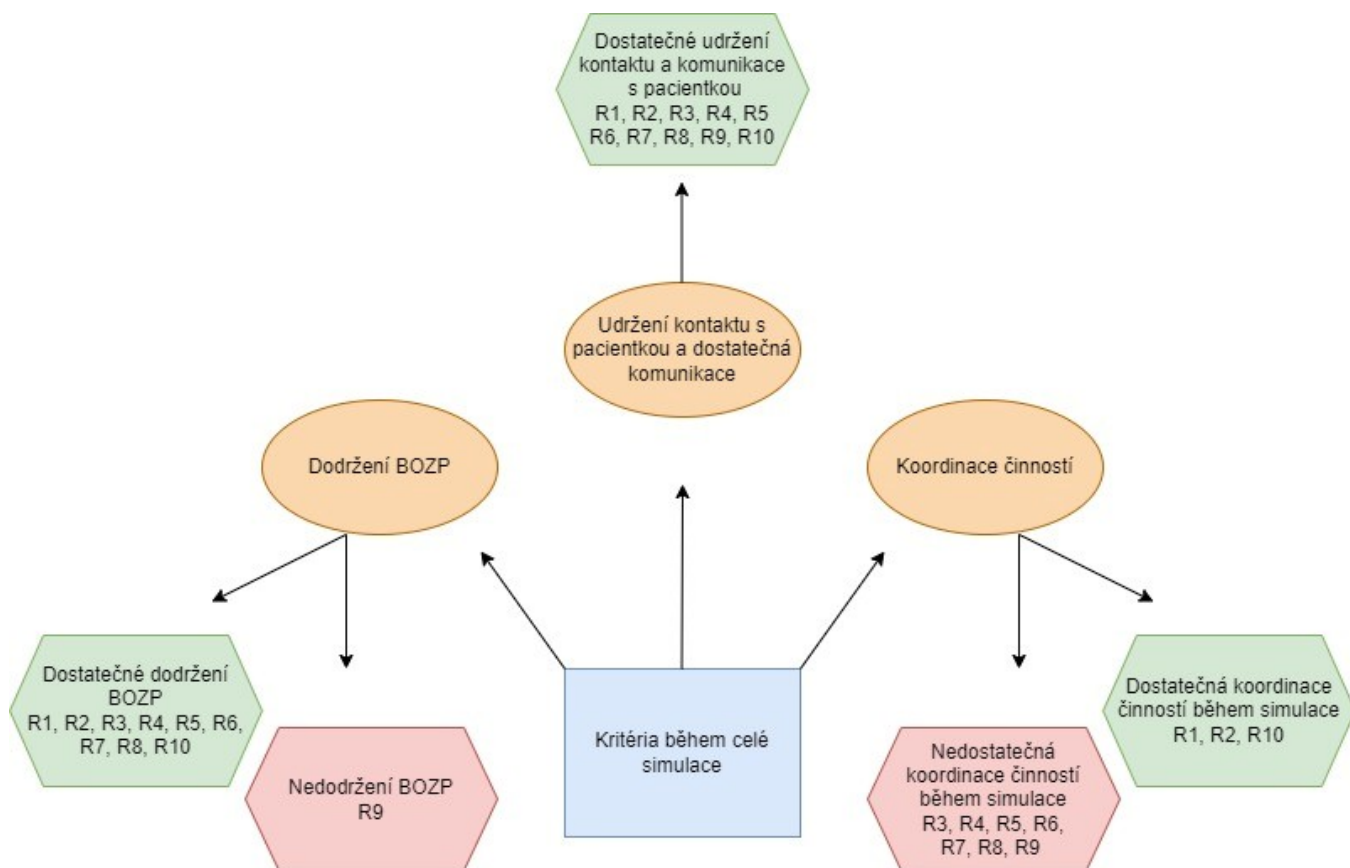 Dostatečné udržení
kontaktu a komunikace
s pacientkou
R1, R2, R3, R4, R5
R6, R7, R8, R9, R10
Udržení kontaktu s
pacientkou a dostatečná
komunikace
Dodržení BOZP
Koordinace činností
Dostatečné dodržení
BOZP
R1, R2, R3, R4, R5, R6,
R7, R8, R10
Nedodržení BOZP
R9
Kritéria během celé
simulace
Nedostatečná
koordinace činností
během simulace
R3, R4, R5, R6,
R7, R8, R9
Dostatečná koordinace
činností během simulace
R1, R2, R10